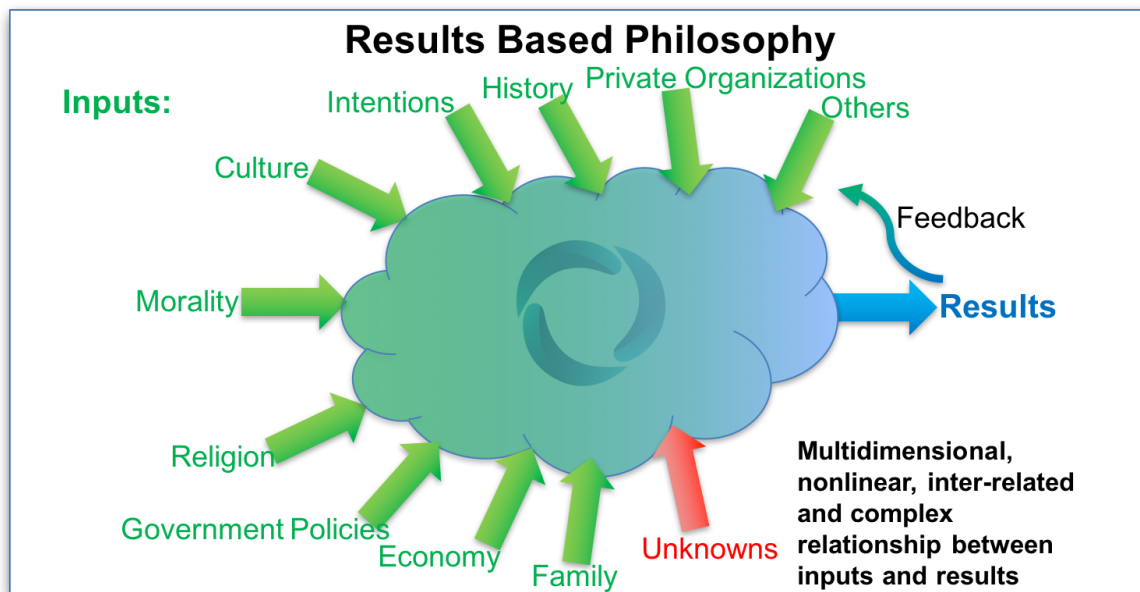 Results Based Philosophy
Inputs:
Intentions
History
Private Organizations
Others
Culture
Feedback
Morality
Results
Religion
Government Policies
Economy
Family
Unknowns
Multidimensional,
nonlinear, inter-related
and complex
relationship between
inputs and results